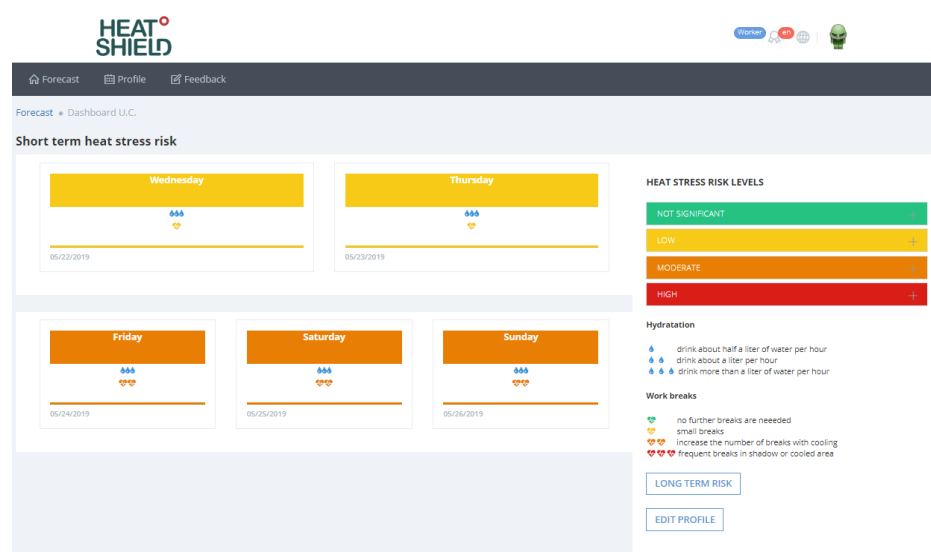 HEAT
SHIELD
Worker
en
Forecast
Profile
Feedback
Forecast • Dashboard U.C.
Short term heat stress risk
Wednesday
05/22/2019
Thursday
05/23/2019
Friday
05/24/2019
Saturday
05/25/2019
Sunday
05/26/2019
HEAT STRESS RISK LEVELS
NOT SIGNIFICANT +
LOW +
MODERATE +
HIGH +
Hydratation
drink about half a liter of water per hour
drink about a liter per hour
drink more than a liter of water per hour
Work breaks
no further breaks are neeeded
small breaks
increase the number of breaks with cooling
frequent breaks in shadow or cooled area
LONG TERM RISK
EDIT PROFILE